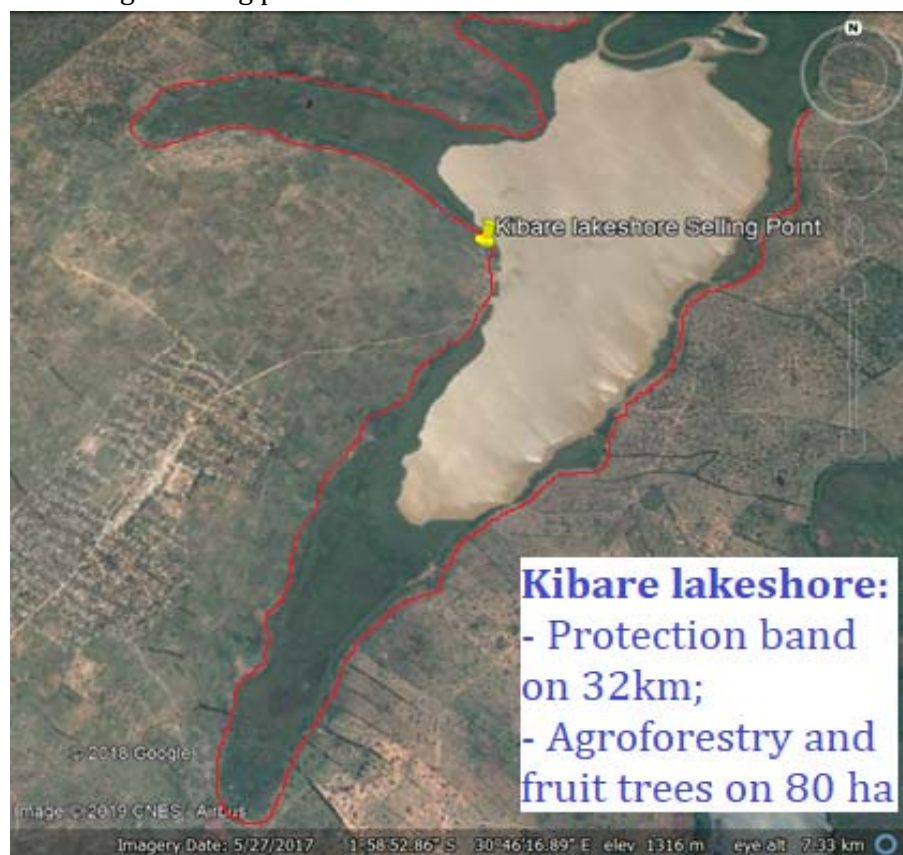 N
Kibare lakeshore Selling Point
Kibare lakeshore:
- Protection band
on 32km;
- Agroforestry and
fruit trees on 80 ha
© 2018 Google
Image © 2019 CNES / Airbus
Imagery Date: 5/27/2017 1°58'52.86" S 30°46'16.89" E elev 1316 m eye alt 7.33 km